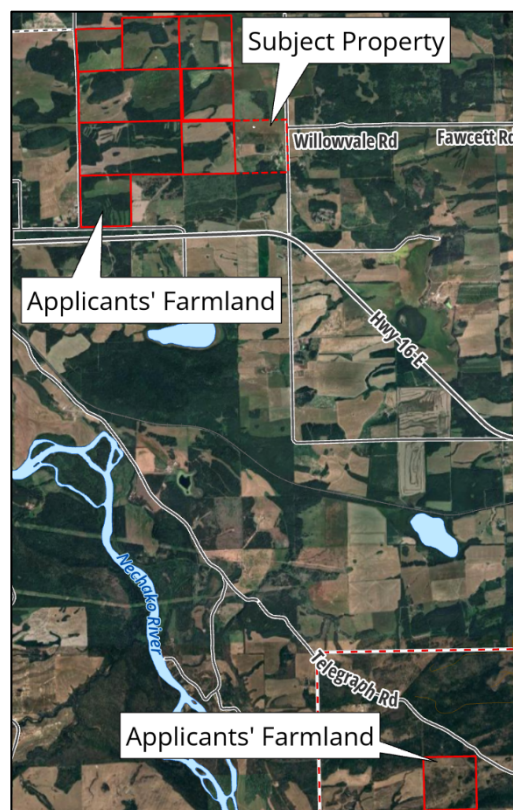 Subject Property
Willowvale Rd
Fawcett Rd
Applicants' Farmland
Hwy-16-E
Nechako River
Telegraph-Rd
Applicants' Farmland